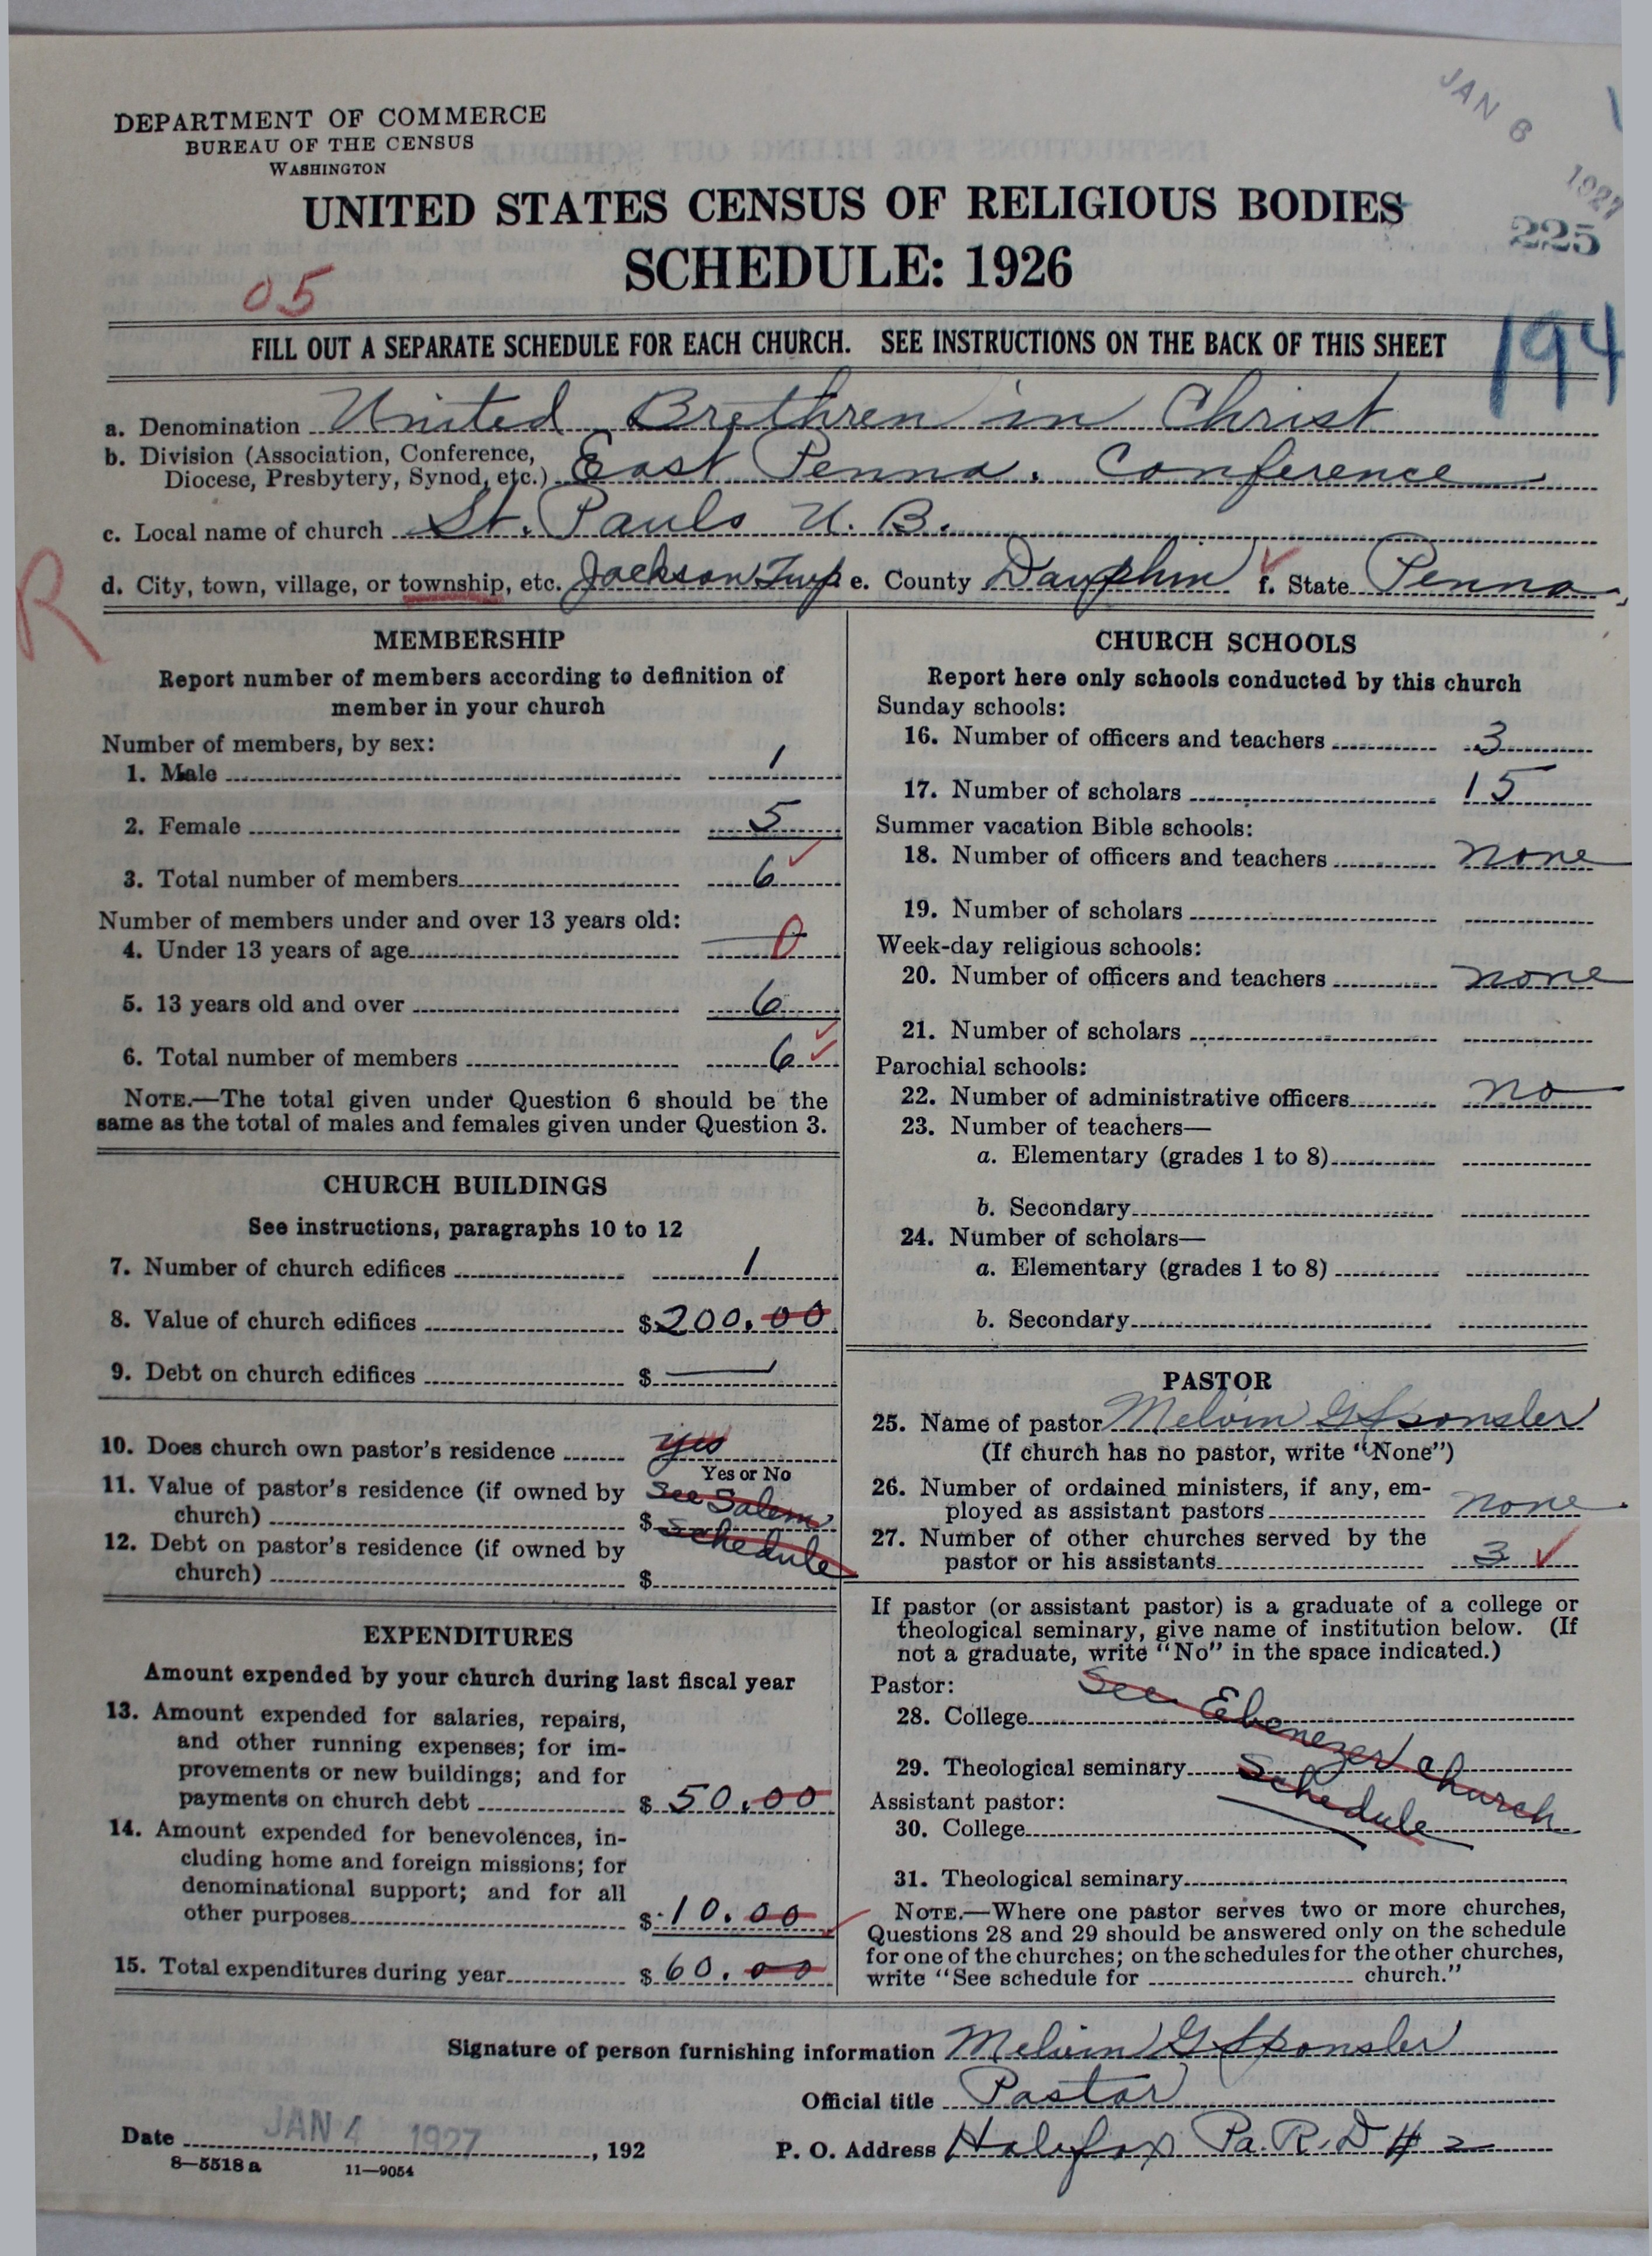 JAN 6 1927
DEPARTMENT OF COMMERCE
BUREAU OF THE CENSUS
WASHINGTON
UNITED STATES CENSUS OF RELIGIOUS BODIES
225
SCHEDULE: 1926
05
FILL OUT A SEPARATE SCHEDULE FOR EACH CHURCH. SEE INSTRUCTIONS ON THE BACK OF THIS SHEET
194
a. Denomination United Brethren in Christ
b. Division (Association, Conference,
Diocese, Presbytery, Synod, etc.) East Penna. Conference
c. Local name of church St. Pauls U. B.
d. City, town, village, or township, etc. Jackson Twp e. County Dauphin f. State Penna.
R
MEMBERSHIP
Report number of members according to definition of
member in your church
Number of members, by sex:
1. Male 1
2. Female 5
3. Total number of members 6
Number of members under and over 13 years old:
4. Under 13 years of age 0
5. 13 years old and over 6
6. Total number of members 6
NOTE.—The total given under Question 6 should be the
same as the total of males and females given under Question 3.
CHURCH BUILDINGS
See instructions, paragraphs 10 to 12
7. Number of church edifices 1
8. Value of church edifices $200.00
9. Debt on church edifices $ —
10. Does church own pastor's residence yes
Yes or No
11. Value of pastor's residence (if owned by
church) $ See Salem
12. Debt on pastor's residence (if owned by
church) $ Schedule
EXPENDITURES
Amount expended by your church during last fiscal year
13. Amount expended for salaries, repairs,
and other running expenses; for im-
provements or new buildings; and for
payments on church debt $ 50.00
14. Amount expended for benevolences, in-
cluding home and foreign missions; for
denominational support; and for all
other purposes $ 10.00
15. Total expenditures during year $ 60.00
CHURCH SCHOOLS
Report here only schools conducted by this church
Sunday schools:
16. Number of officers and teachers 3
17. Number of scholars 15
Summer vacation Bible schools:
18. Number of officers and teachers none
19. Number of scholars
Week-day religious schools:
20. Number of officers and teachers none
21. Number of scholars
Parochial schools:
22. Number of administrative officers no
23. Number of teachers—
a. Elementary (grades 1 to 8)
b. Secondary
24. Number of scholars—
a. Elementary (grades 1 to 8)
b. Secondary
PASTOR
25. Name of pastor Melvin G Sponsler
(If church has no pastor, write "None")
26. Number of ordained ministers, if any, em-
ployed as assistant pastors none
27. Number of other churches served by the
pastor or his assistants 3
If pastor (or assistant pastor) is a graduate of a college or
theological seminary, give name of institution below. (If
not a graduate, write "No" in the space indicated.)
Pastor:
28. College See Ebenezer Church
29. Theological seminary Schedule
Assistant pastor:
30. College
31. Theological seminary
NOTE.—Where one pastor serves two or more churches,
Questions 28 and 29 should be answered only on the schedule
for one of the churches; on the schedules for the other churches,
write "See schedule for church."
Signature of person furnishing information Melvin G Sponsler
Official title Pastor
Date JAN 4 1927, 192
P. O. Address Halifax Pa. R. D # 2
8—5518 a 11—9054